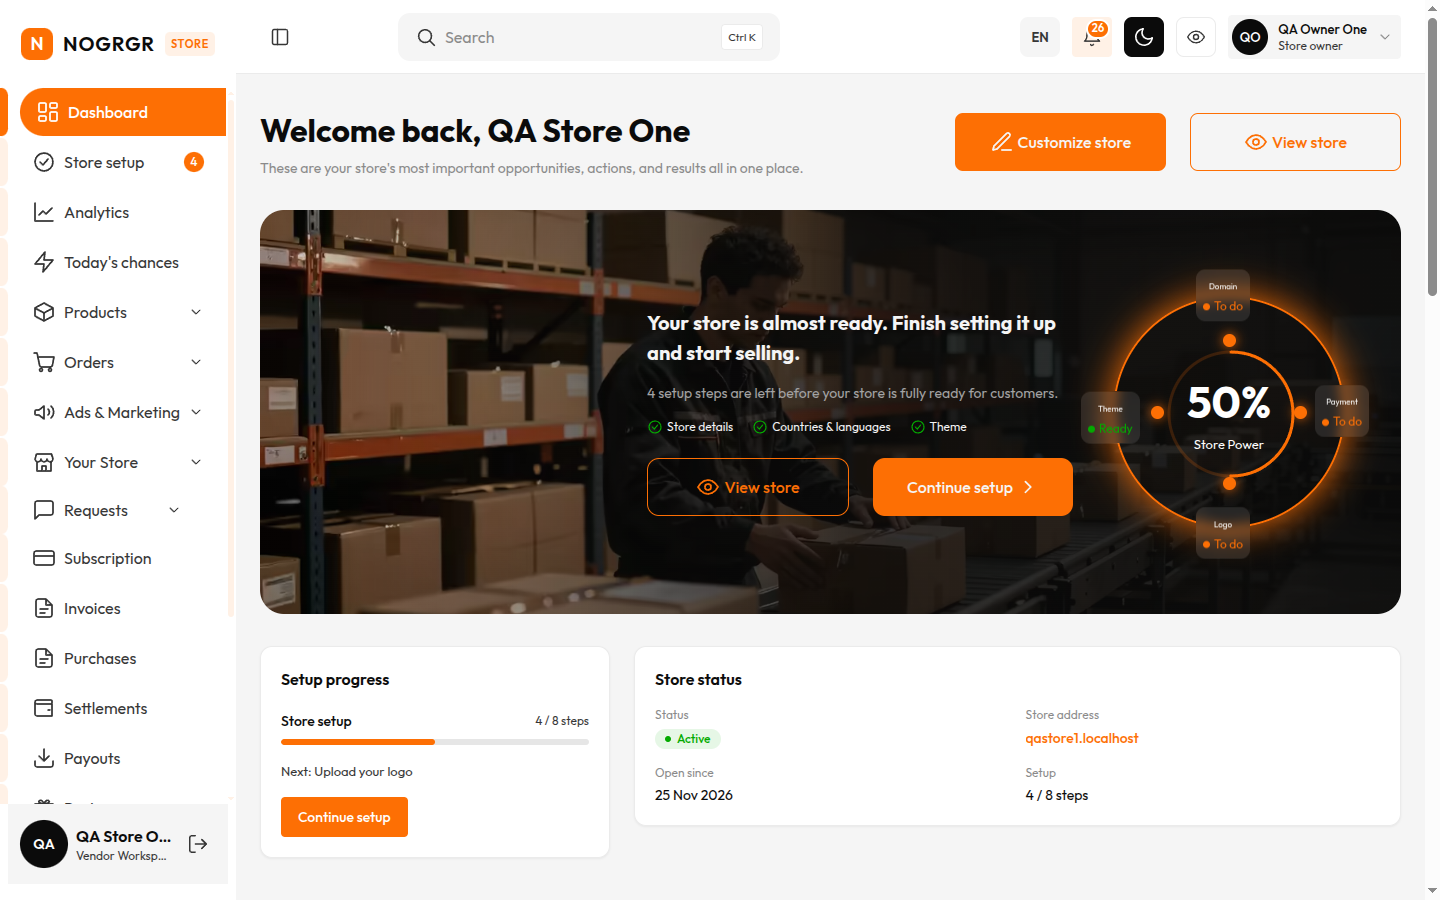 N NOGRGR STORE
Search
Ctrl K
EN
26
QO
QA Owner One
Store owner
Dashboard
Store setup 4
Analytics
Today's chances
Products
Orders
Ads & Marketing
Your Store
Requests
Subscription
Invoices
Purchases
Settlements
Payouts
QA
QA Store O...
Vendor Worksp...
Welcome back, QA Store One
These are your store's most important opportunities, actions, and results all in one place.
Customize store
View store
Your store is almost ready. Finish setting it up
and start selling.
4 setup steps are left before your store is fully ready for customers.
Store details
Countries & languages
Theme
View store
Continue setup
Domain
To do
Theme
Ready
50%
Store Power
Payment
To do
Logo
To do
Setup progress
Store setup
4 / 8 steps
Next: Upload your logo
Continue setup
Store status
Status
Active
Store address
qastore1.localhost
Open since
25 Nov 2026
Setup
4 / 8 steps